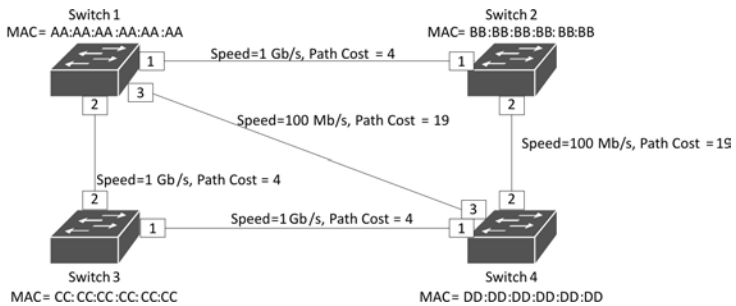 Switch 1
MAC= AA:AA:AA:AA:AA:AA
Switch 2
MAC= BB:BB:BB:BB:BB:BB
1
Speed=1 Gb/s, Path Cost = 4
1
2
3
2
Speed=100 Mb/s, Path Cost = 19
Speed=100 Mb/s, Path Cost = 19
Speed=1 Gb/s, Path Cost = 4
2
3
2
1
Speed=1 Gb/s, Path Cost = 4
1
Switch 3
MAC= CC:CC:CC:CC:CC:CC
Switch 4
MAC= DD:DD:DD:DD:DD:DD